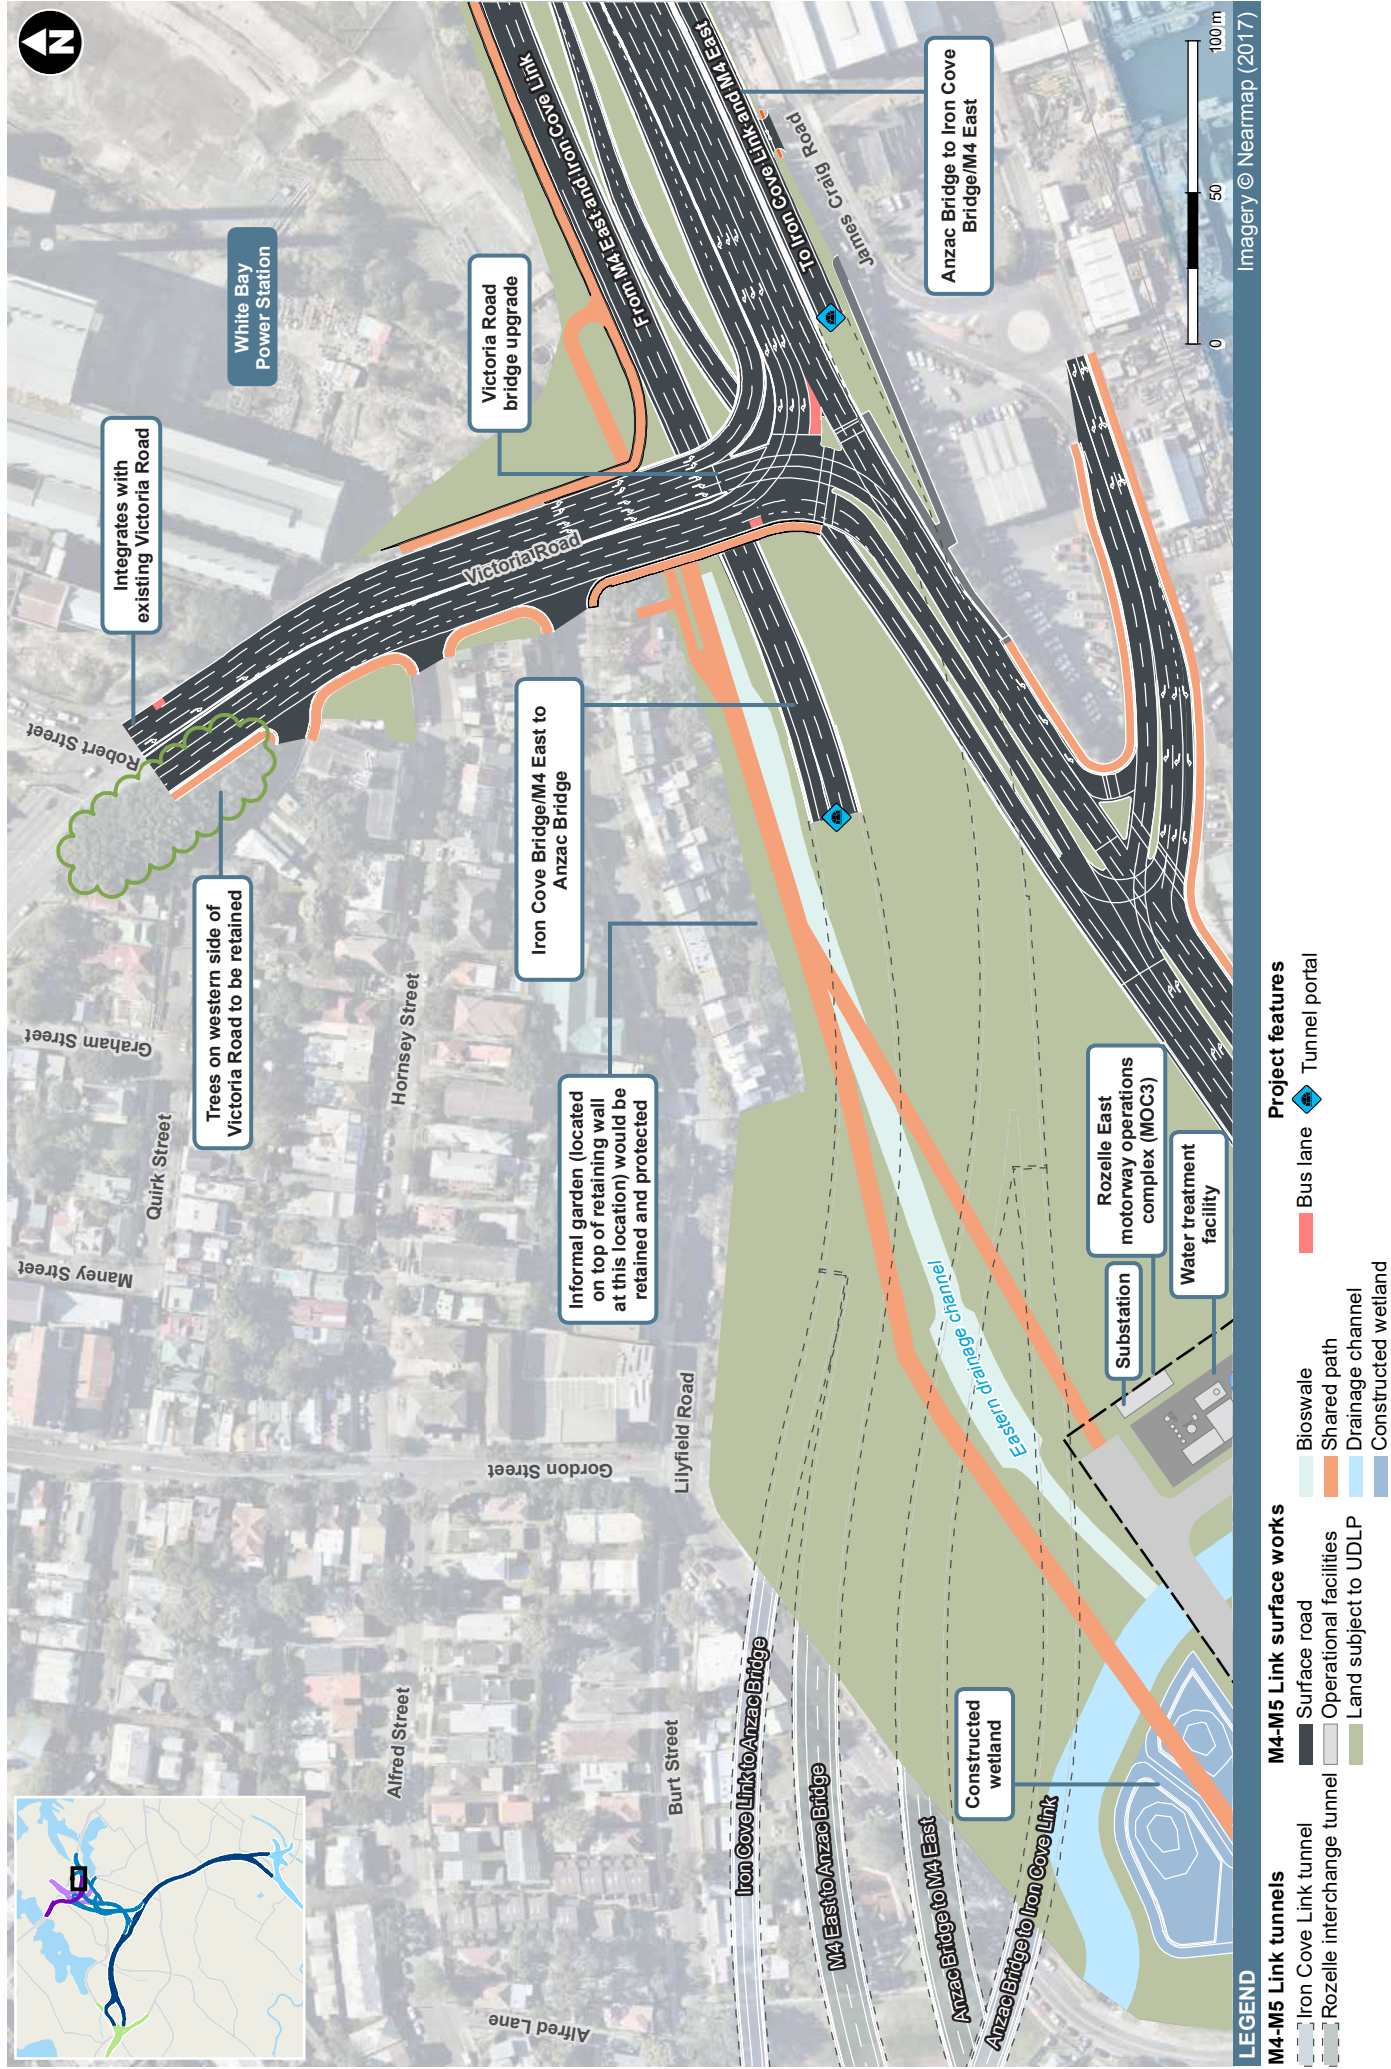 N
Robert Street
Integrates with
existing Victoria Road
White Bay
Power Station
Victoria Road
bridge upgrade
From M4 East and Iron Cove Link
To Iron Cove Link and M4 East
James Craig Road
Anzac Bridge to Iron Cove
Bridge/M4 East
Victoria Road
Trees on western side of
Victoria Road to be retained
Iron Cove Bridge/M4 East to
Anzac Bridge
Informal garden (located
on top of retaining wall
at this location) would be
retained and protected
Graham Street
Quirk Street
Maney Street
Hornsey Street
Gordon Street
Lilyfield Road
Alfred Street
Burt Street
Alfred Lane
Eastern drainage channel
Rozelle East
motorway operations
complex (MOC3)
Substation
Water treatment
facility
Constructed
wetland
Iron Cove Link to Anzac Bridge
M4 East to Anzac Bridge
Anzac Bridge to M4 East
Anzac Bridge to Iron Cove Link
0
50
100m
LEGEND
Imagery © Nearmap (2017)
M4-M5 Link tunnels
Iron Cove Link tunnel
Rozelle interchange tunnel
M4-M5 Link surface works
Surface road
Operational facilities
Land subject to UDLP
Bioswale
Shared path
Drainage channel
Constructed wetland
Project features
Bus lane
Tunnel portal